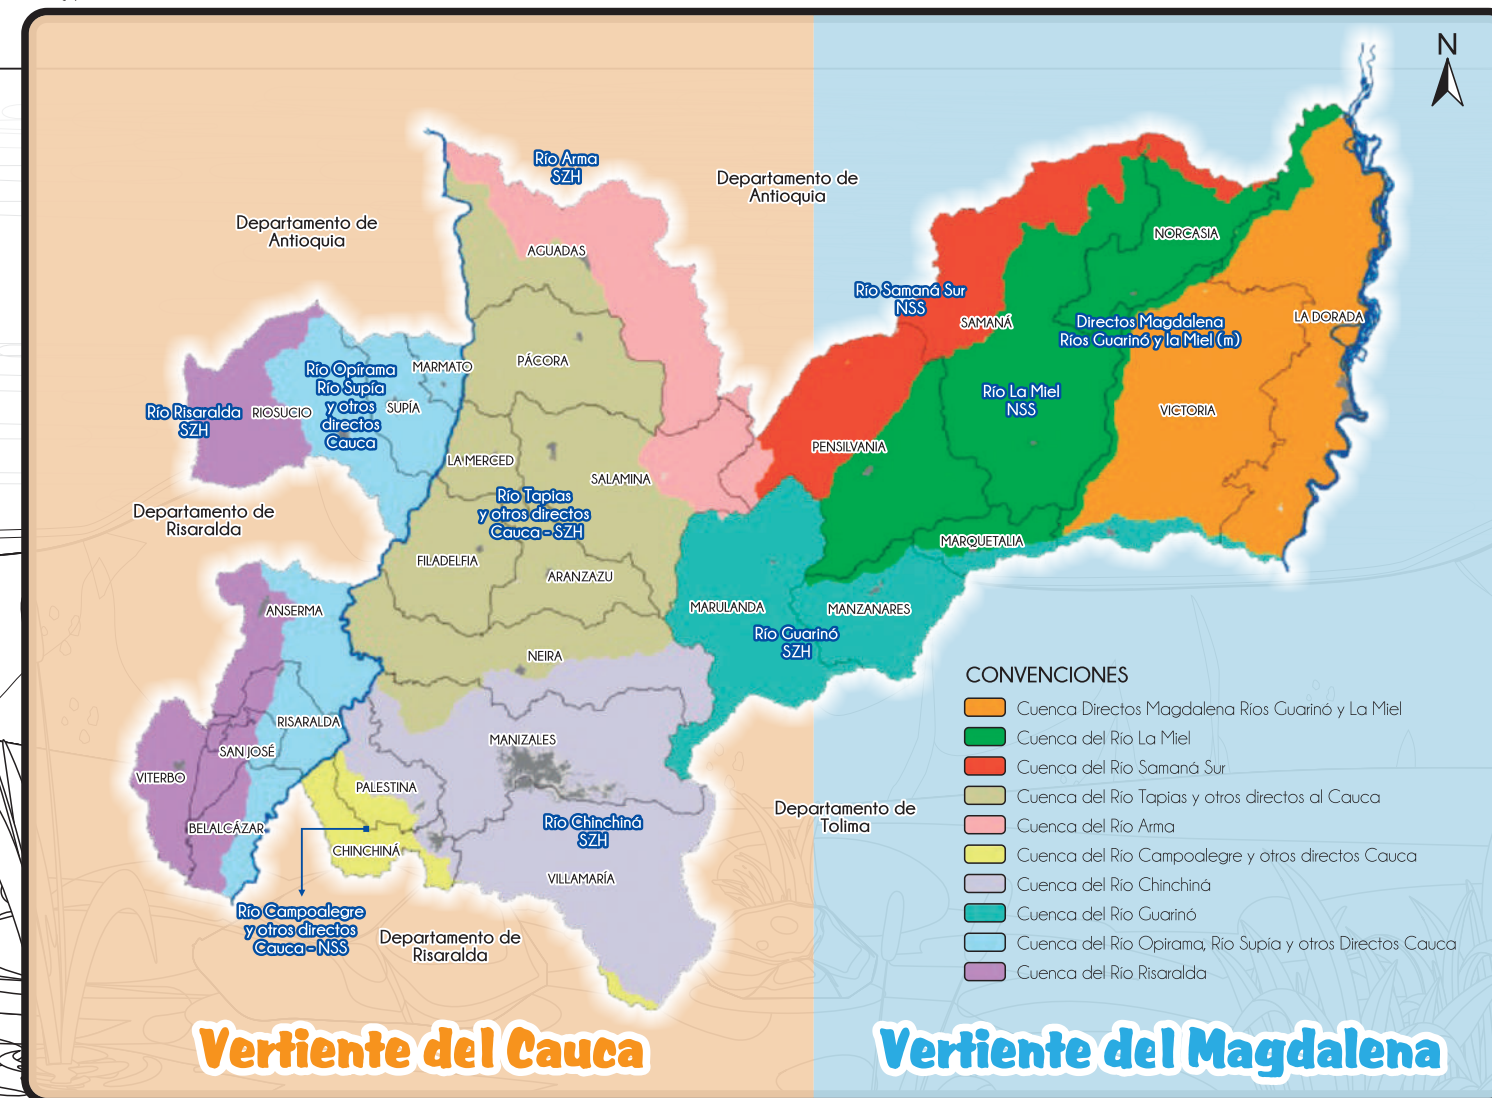 N
Río Arma
SZH
Departamento de
Antioquia
Departamento de
Antioquia
AGUADAS
NORCASIA
Río Samaná Sur
NSS
SAMANÁ
Directos Magdalena
Ríos Guarinó y la Miel (m)
LA DORADA
PÁCORA
MARMATO
Río Opírama
Río Supía
y otros
directos
Cauca
SUPÍA
Río Risaralda
SZH
RIOSUCIO
Río La Miel
NSS
VICTORIA
PENSILVANIA
LA MERCED
SALAMINA
Río Tapias
y otros directos
Cauca - SZH
Departamento de
Risaralda
MARQUETALIA
FILADELFIA
ARANZAZU
MARULANDA
MANZANARES
ANSERMA
Río Guarinó
SZH
NEIRA
RISARALDA
SAN JOSÉ
MANIZALES
VITERBO
PALESTINA
BELALCÁZAR
CHINCHINÁ
Río Chinchiná
SZH
Departamento de
Tolima
VILLAMARÍA
Río Campoalegre
y otros directos
Cauca - NSS
Departamento de
Risaralda
CONVENCIONES
Cuenca Directos Magdalena Ríos Guarinó y La Miel
Cuenca del Río La Miel
Cuenca del Río Samaná Sur
Cuenca del Río Tapias y otros directos al Cauca
Cuenca del Río Arma
Cuenca del Río Campoalegre y otros directos Cauca
Cuenca del Río Chinchiná
Cuenca del Río Guarinó
Cuenca del Río Opirama, Río Supía y otros Directos Cauca
Cuenca del Río Risaralda
Vertiente del Cauca
Vertiente del Magdalena